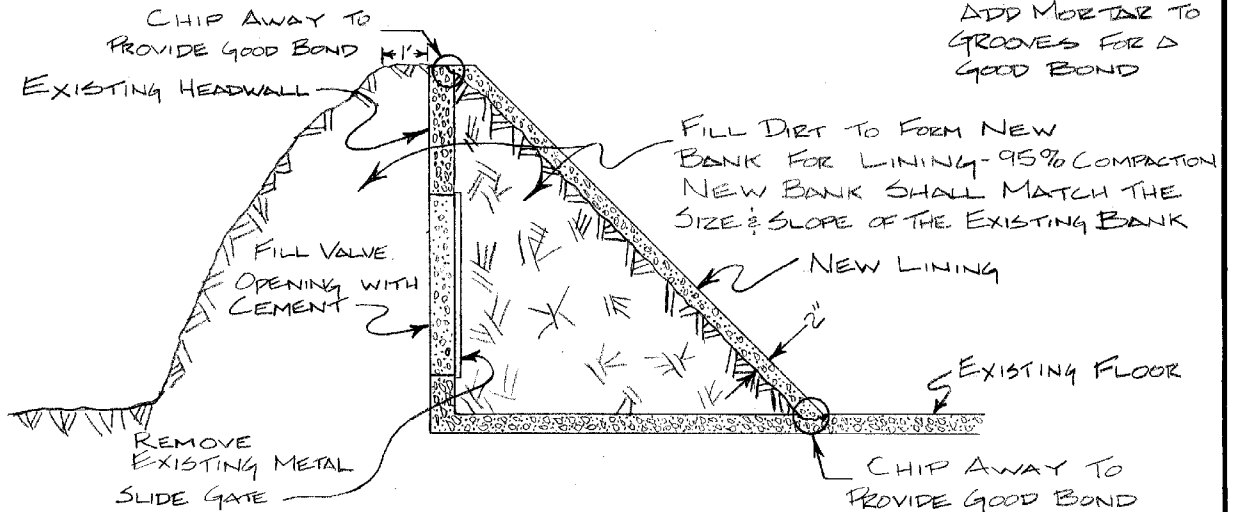 CHIP AWAY TO
PROVIDE GOOD BOND
1'
EXISTING HEADWALL
ADD MORTAR TO
GROOVES FOR A
GOOD BOND
FILL DIRT TO FORM NEW
BANK FOR LINING-95% COMPACTION
NEW BANK SHALL MATCH THE
SIZE & SLOPE OF THE EXISTING BANK
FILL VALVE
OPENING WITH
CEMENT
NEW LINING
2"
EXISTING FLOOR
REMOVE
EXISTING METAL
SLIDE GATE
CHIP AWAY TO
PROVIDE GOOD BOND